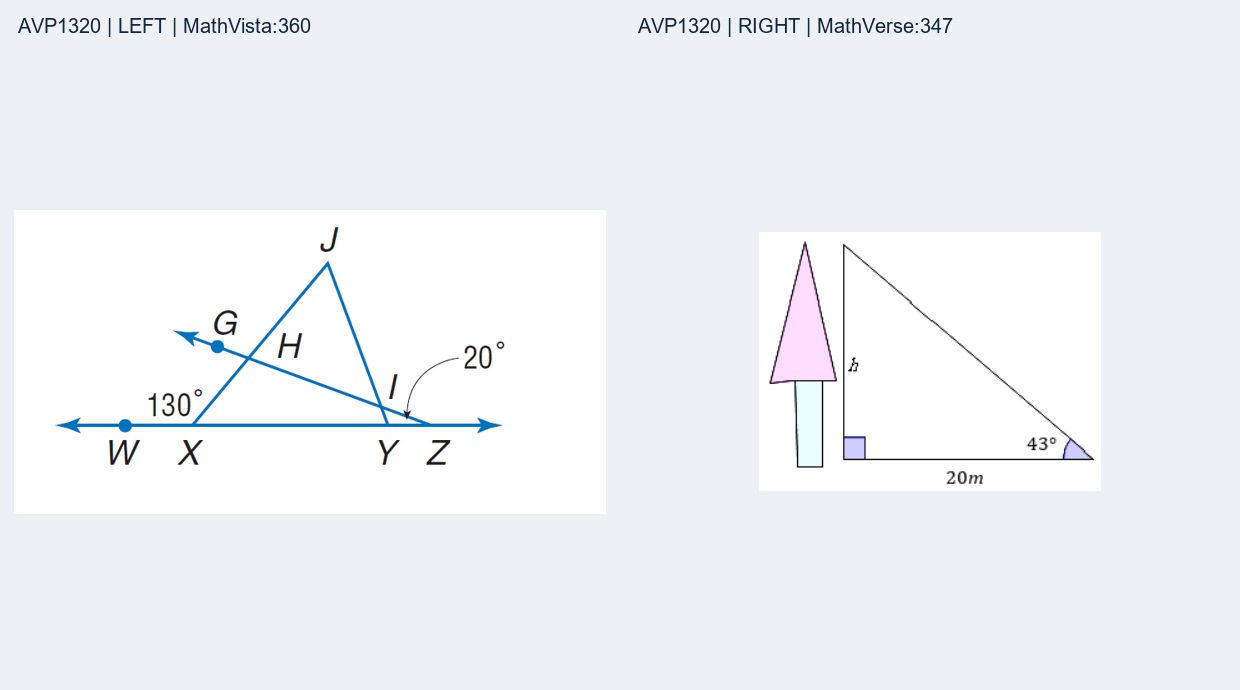 AVP1320 | LEFT | MathVista:360
AVP1320 | RIGHT | MathVerse:347
J
G
H
I
20°
130°
W X Y Z
h
43°
20m